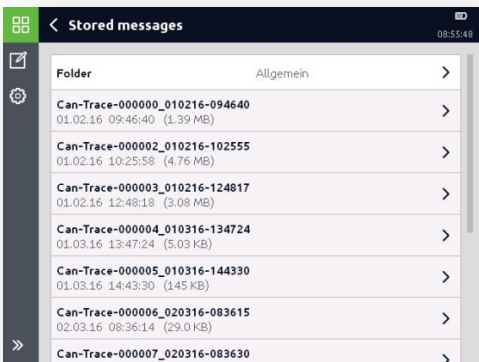 Stored messages
08:55:48
Folder Allgemein
Can-Trace-000000_010216-094640
01.02.16 09:46:40 (1.39 MB)
Can-Trace-000002_010216-102555
01.02.16 10:25:58 (4.76 MB)
Can-Trace-000003_010216-124817
01.02.16 12:48:18 (3.08 MB)
Can-Trace-000004_010316-134724
01.03.16 13:47:24 (5.03 KB)
Can-Trace-000005_010316-144330
01.03.16 14:43:30 (145 KB)
Can-Trace-000006_020316-083615
02.03.16 08:36:14 (29.0 KB)
Can-Trace-000007_020316-083630